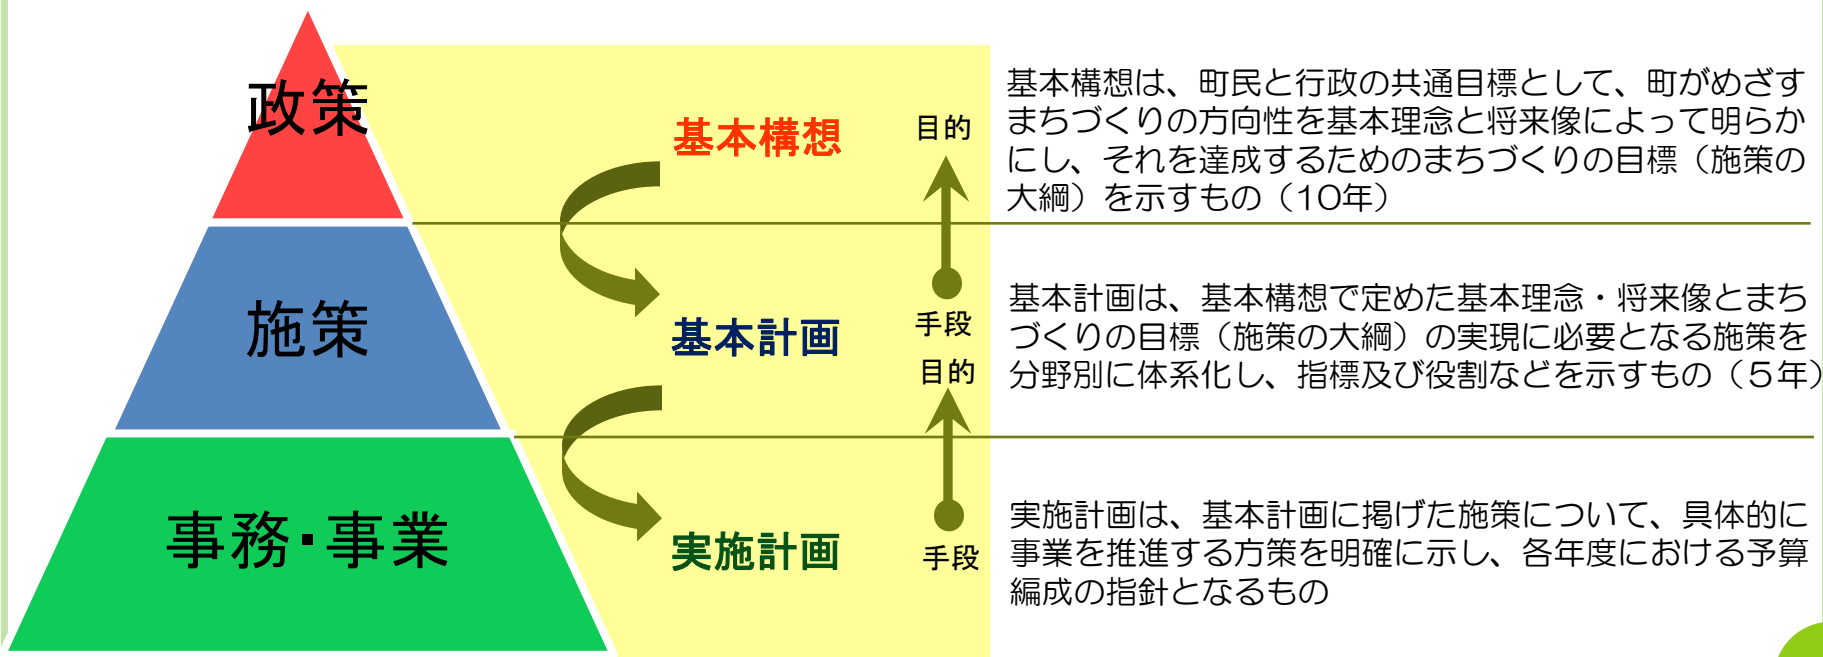 政策
基本構想
目的
基本構想は、町民と行政の共通目標として、町がめざす
まちづくりの方向性を基本理念と将来像によって明らか
にし、それを達成するためのまちづくりの目標（施策の
大綱）を示すもの（10年）
施策
基本計画
手段
目的
基本計画は、基本構想で定めた基本理念・将来像とまち
づくりの目標（施策の大綱）の実現に必要となる施策を
分野別に体系化し、指標及び役割などを示すもの（５年）
事務・事業
実施計画
手段
実施計画は、基本計画に掲げた施策について、具体的に
事業を推進する方策を明確に示し、各年度における予算
編成の指針となるもの